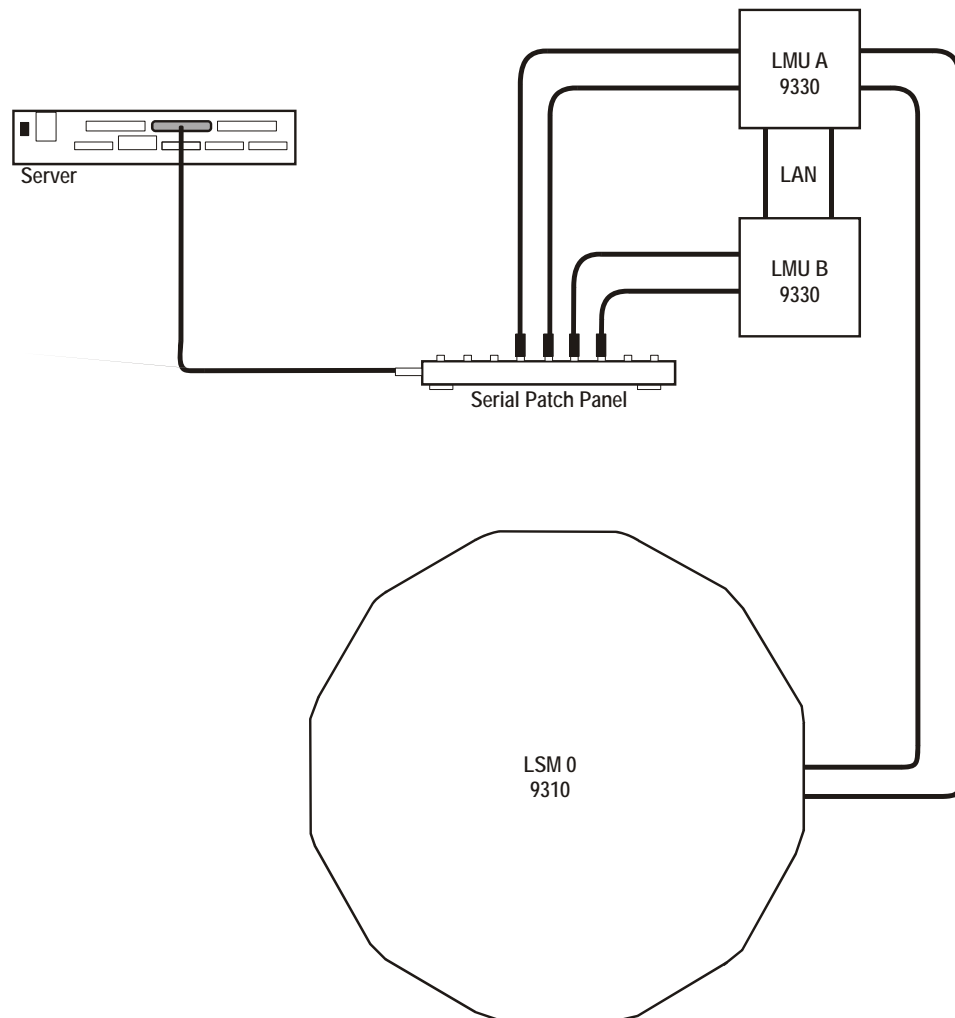 LMU A
9330
Server
LAN
LMU B
9330
Serial Patch Panel
LSM 0
9310